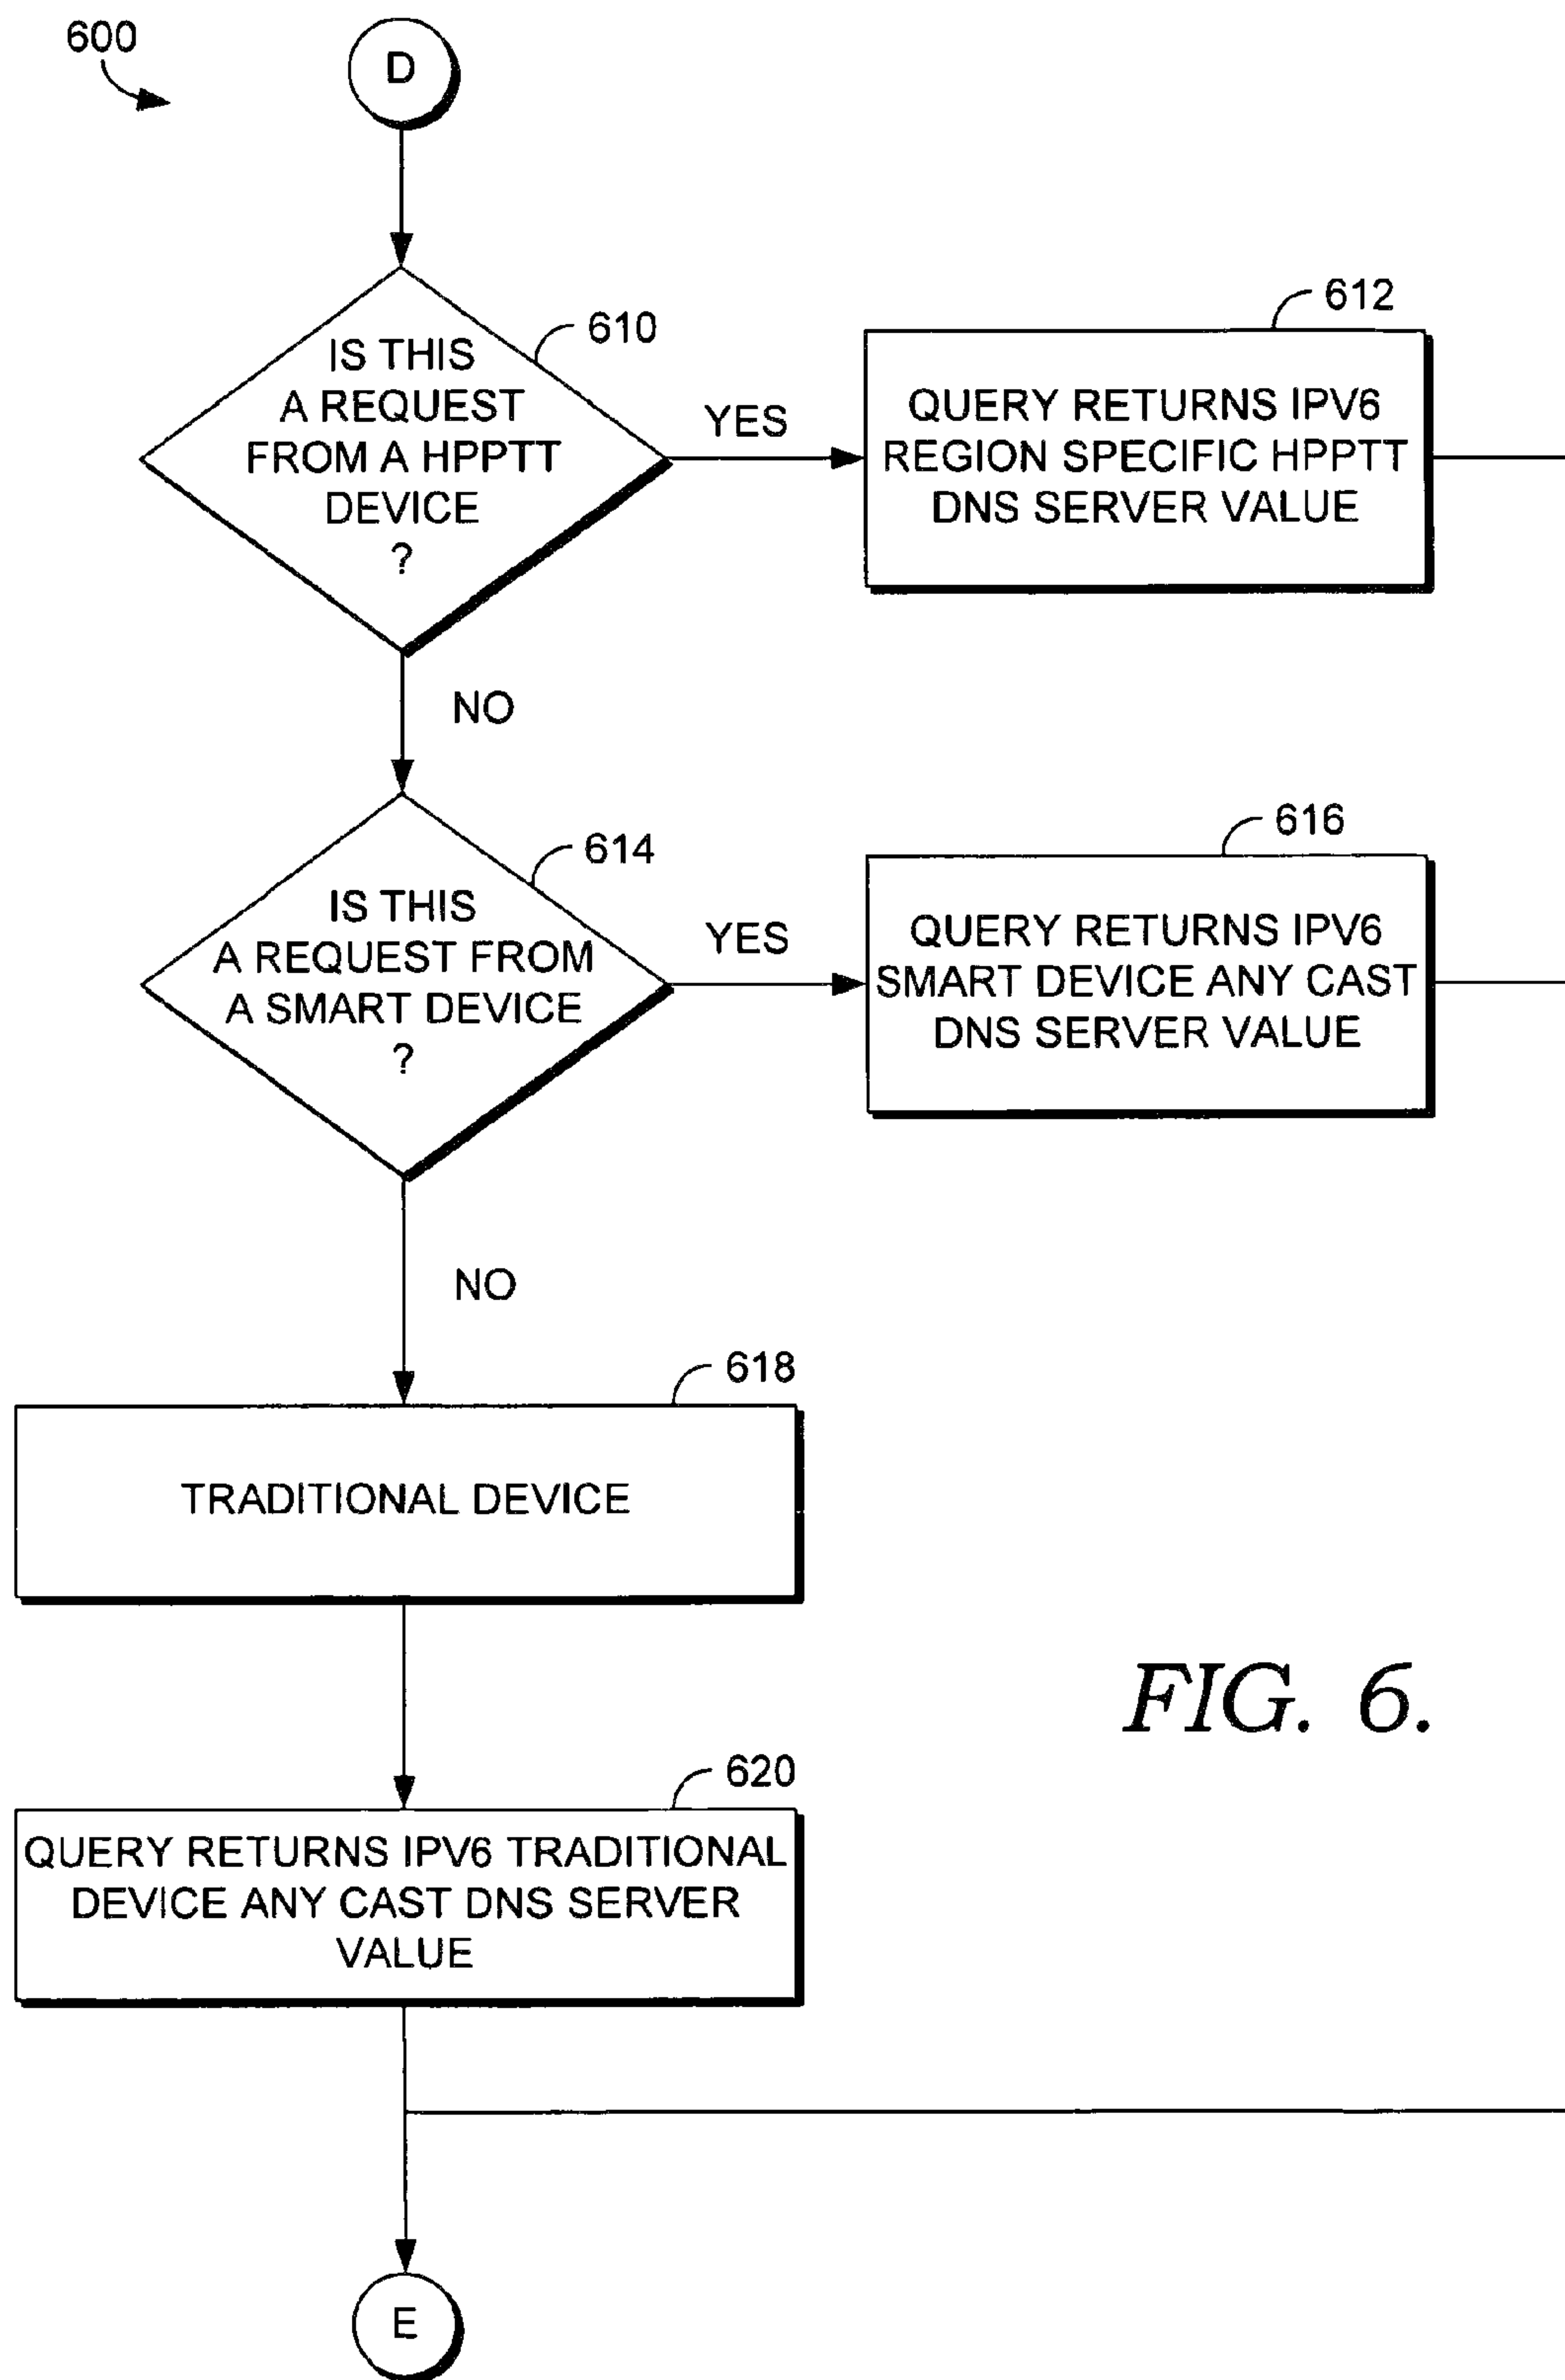 600
D
IS THIS
A REQUEST
FROM A HPPTT
DEVICE
?
610
YES
612
QUERY RETURNS IPV6
REGION SPECIFIC HPPTT
DNS SERVER VALUE
NO
IS THIS
A REQUEST FROM
A SMART DEVICE
?
614
YES
616
QUERY RETURNS IPV6
SMART DEVICE ANY CAST
DNS SERVER VALUE
NO
618
TRADITIONAL DEVICE
620
QUERY RETURNS IPV6 TRADITIONAL
DEVICE ANY CAST DNS SERVER
VALUE
E
FIG. 6.